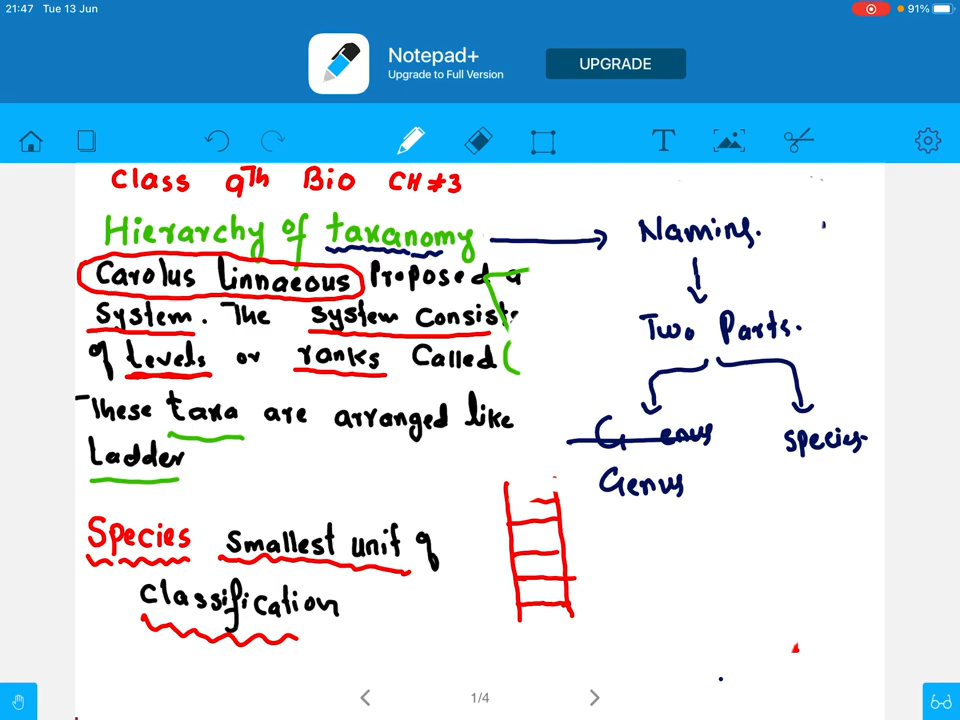 21:47 Tue 13 Jun
91%
Notepad+
Upgrade to Full Version
UPGRADE
T
Class 9Th Bio CH#3
Hierarchy of taxanomy
Naming.
Carolus linnaeous Proposed a
System. The system consists
Two Parts.
of levels or ranks Called (
These taxa are arranged like
Ladder
Genus
species
Genus
Species Smallest unit of
classification
1/4